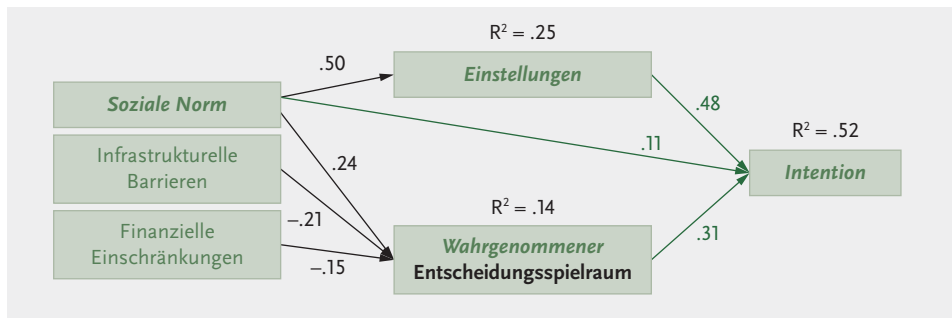 R² = .25
.50
Einstellungen
Soziale Norm
.48
R² = .52
.11
Infrastrukturelle
Barrieren
.24
Intention
R² = .14
–.21
Finanzielle
Einschränkungen
Wahrgenommener
Entscheidungsspielraum
.31
–.15